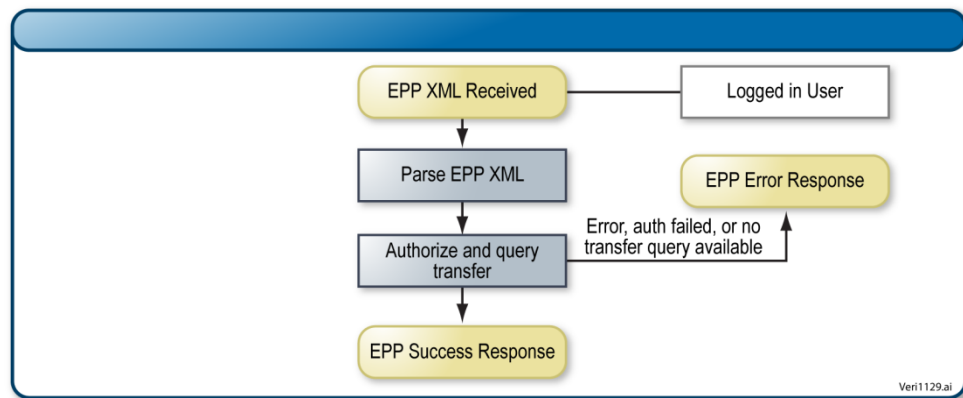 EPP XML Received
Logged in User
Parse EPP XML
EPP Error Response
Error, auth failed, or no
transfer query available
Authorize and query
transfer
EPP Success Response
Veri1129.ai